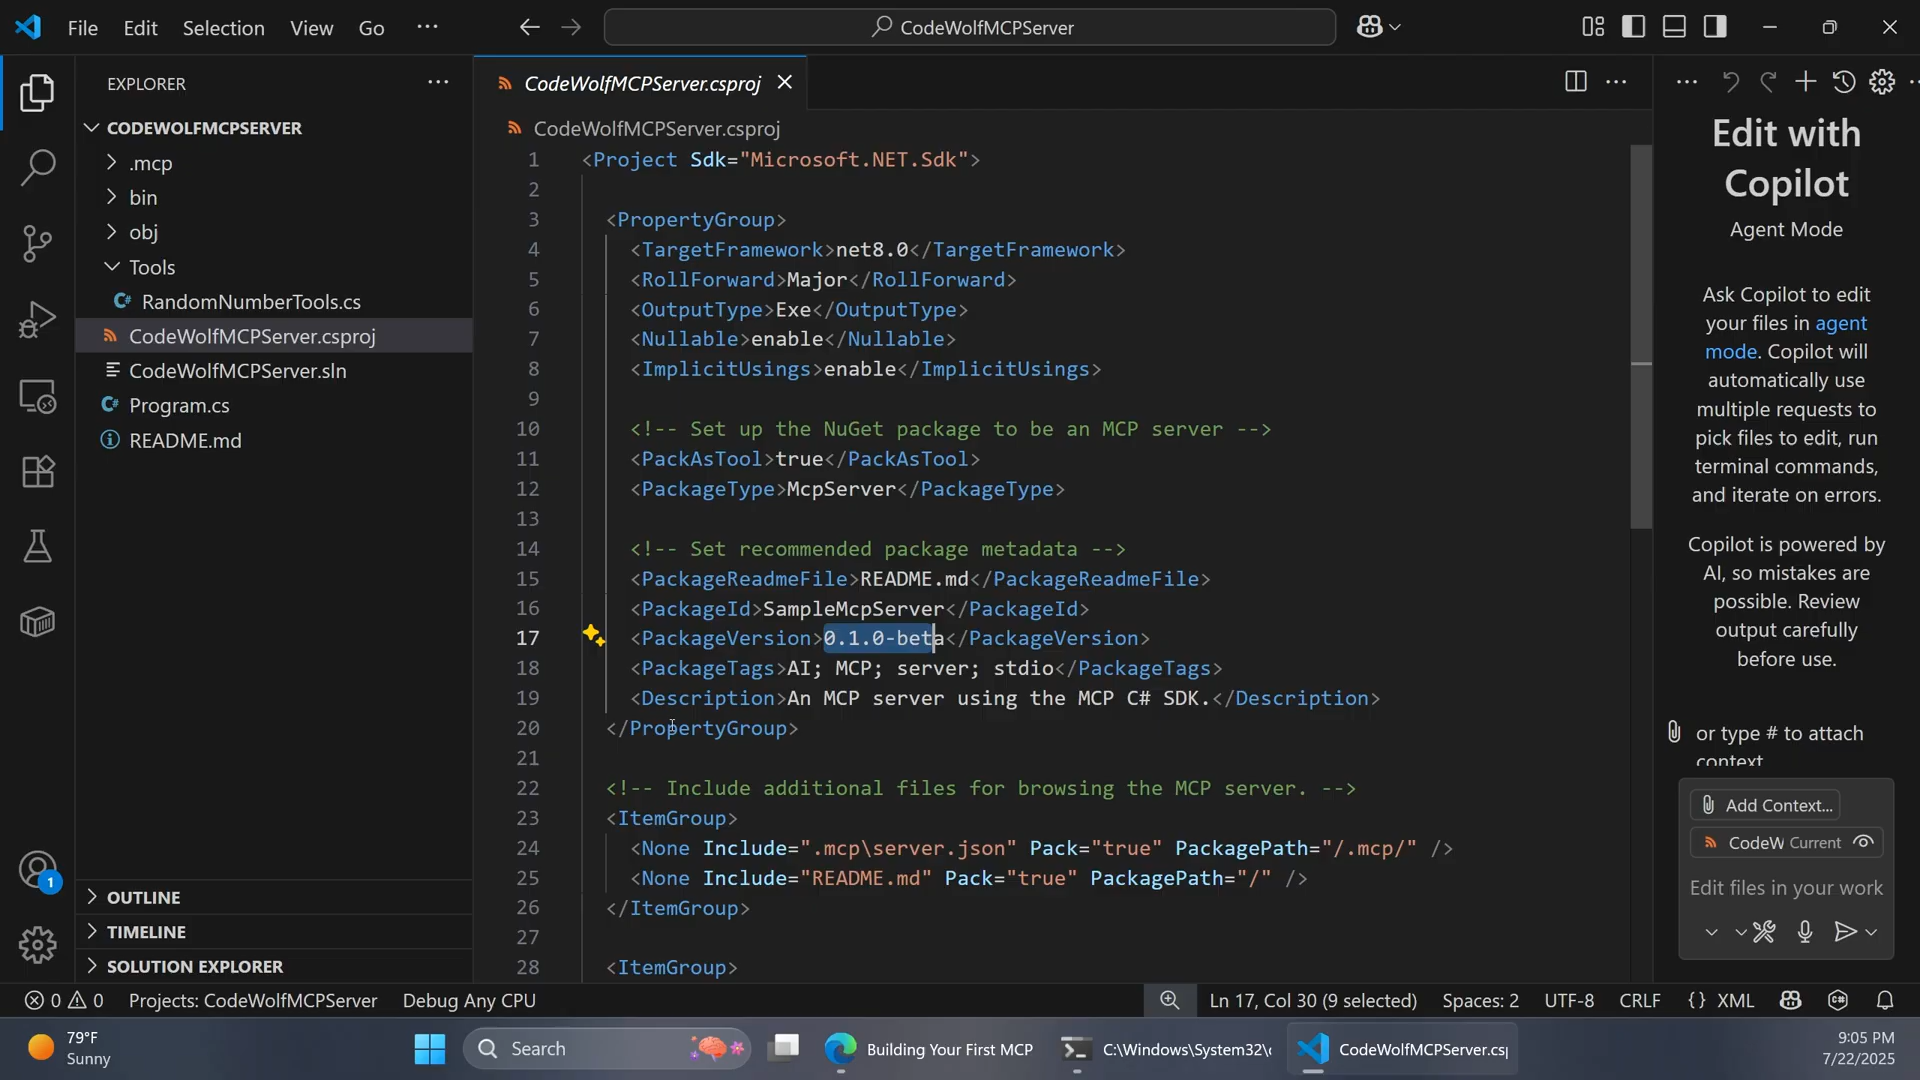 File Edit Selection View Go ···
CodeWolfMCPServer
EXPLORER
CODEWOLFMCPSERVER
.mcp
bin
obj
Tools
RandomNumberTools.cs
CodeWolfMCPServer.csproj
CodeWolfMCPServer.sln
Program.cs
README.md
OUTLINE
TIMELINE
SOLUTION EXPLORER
1
CodeWolfMCPServer.csproj
CodeWolfMCPServer.csproj
1 <Project Sdk="Microsoft.NET.Sdk">
2
3 <PropertyGroup>
4 <TargetFramework>net8.0</TargetFramework>
5 <RollForward>Major</RollForward>
6 <OutputType>Exe</OutputType>
7 <Nullable>enable</Nullable>
8 <ImplicitUsings>enable</ImplicitUsings>
9
10 <!-- Set up the NuGet package to be an MCP server -->
11 <PackAsTool>true</PackAsTool>
12 <PackageType>McpServer</PackageType>
13
14 <!-- Set recommended package metadata -->
15 <PackageReadmeFile>README.md</PackageReadmeFile>
16 <PackageId>SampleMcpServer</PackageId>
17 <PackageVersion>0.1.0-beta</PackageVersion>
18 <PackageTags>AI; MCP; server; stdio</PackageTags>
19 <Description>An MCP server using the MCP C# SDK.</Description>
20 </PropertyGroup>
21
22 <!-- Include additional files for browsing the MCP server. -->
23 <ItemGroup>
24 <None Include=".mcp\server.json" Pack="true" PackagePath="/.mcp/" />
25 <None Include="README.md" Pack="true" PackagePath="/" />
26 </ItemGroup>
27
28 <ItemGroup>
Edit with
Copilot
Agent Mode
Ask Copilot to edit
your files in agent
mode. Copilot will
automatically use
multiple requests to
pick files to edit, run
terminal commands,
and iterate on errors.
Copilot is powered by
AI, so mistakes are
possible. Review
output carefully
before use.
or type # to attach
context
Add Context...
CodeW Current
Edit files in your work
0 0 Projects: CodeWolfMCPServer Debug Any CPU
Ln 17, Col 30 (9 selected) Spaces: 2 UTF-8 CRLF {} XML
79°F
Sunny
Search
Building Your First MCP
C:\Windows\System32\c
CodeWolfMCPServer.csp
9:05 PM
7/22/2025